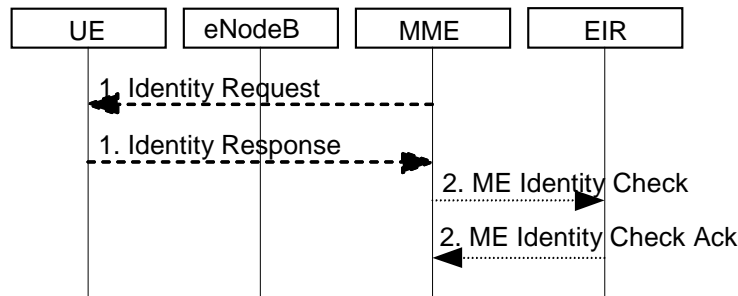 UE
eNodeB
MME
EIR
1. Identity Request
1. Identity Response
2. ME Identity Check
2. ME Identity Check Ack